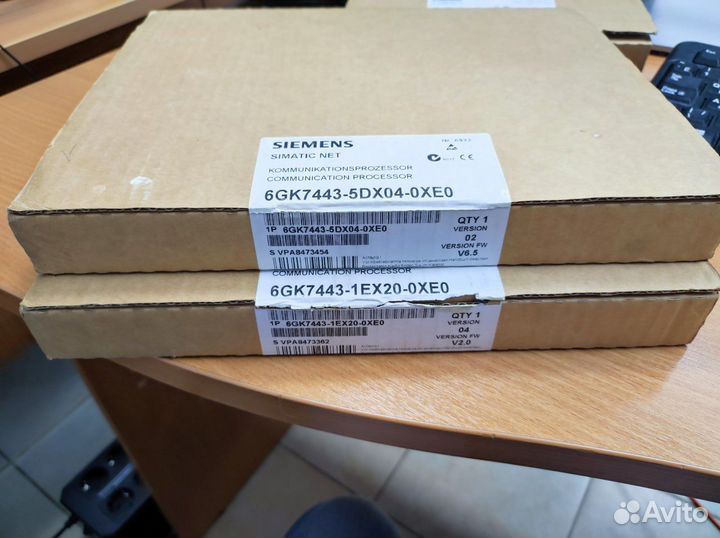 SIEMENS
SIMATIC NET
KOMMUNIKATIONSPROZESSOR
COMMUNICATION PROCESSOR
6GK7443-5DX04-0XE0
1P 6GK7443-5DX04-0XE0
S VPA8473454
QTY 1
VERSION
02
VERSION FW
V6.5
COMMUNICATION PROCESSOR
6GK7443-1EX20-0XE0
1P 6GK7443-1EX20-0XE0
S VPA8473362
QTY 1
VERSION
04
VERSION FW
V2.0
Avito